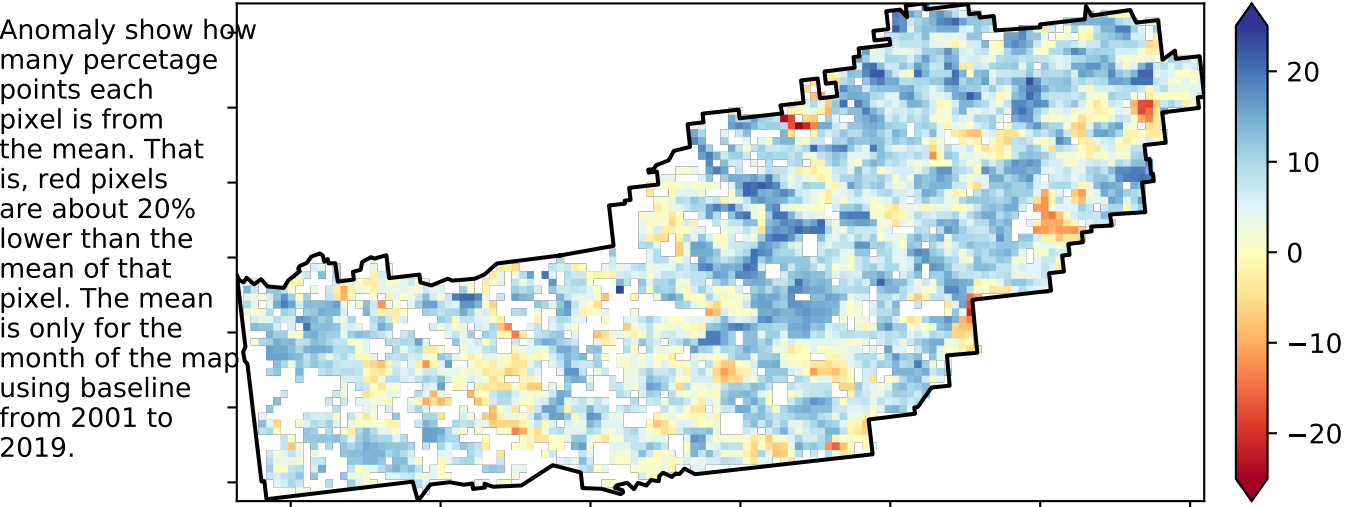 Anomaly show how
many percetage
points each
pixel is from
the mean. That
is, red pixels
are about 20%
lower than the
mean of that
pixel. The mean
is only for the
month of the map
using baseline
from 2001 to
2019.
20
10
0
−10
−20